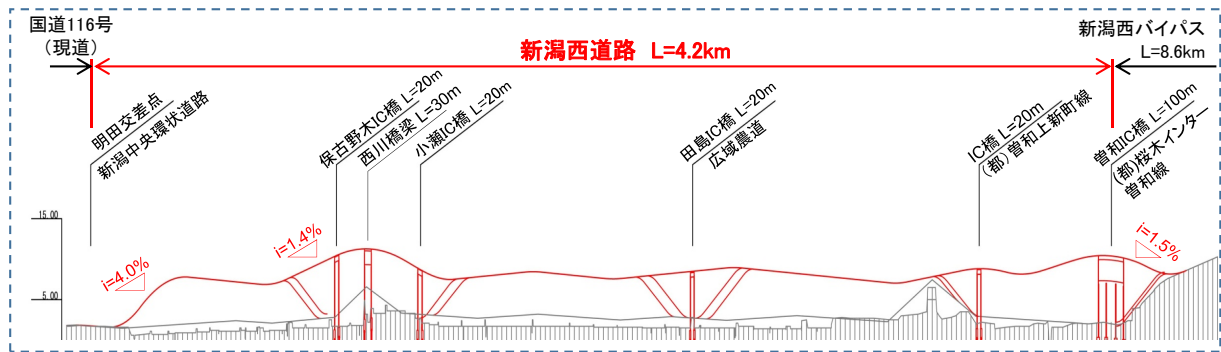 国道116号
（現道）
新潟西道路　L=4.2km
新潟西バイパス
L=8.6km
明田交差点
新潟中央環状道路
保古野木IC橋 L=20m
西川橋梁 L=30m
小瀬IC橋 L=20m
田島IC橋 L=20m
広域農道
IC橋 L=20m
(都)曽和上新町線
曽和IC橋 L=100m
(都)桜木インター
曽和線
15.00
5.00
i=4.0%
i=1.4%
i=1.5%